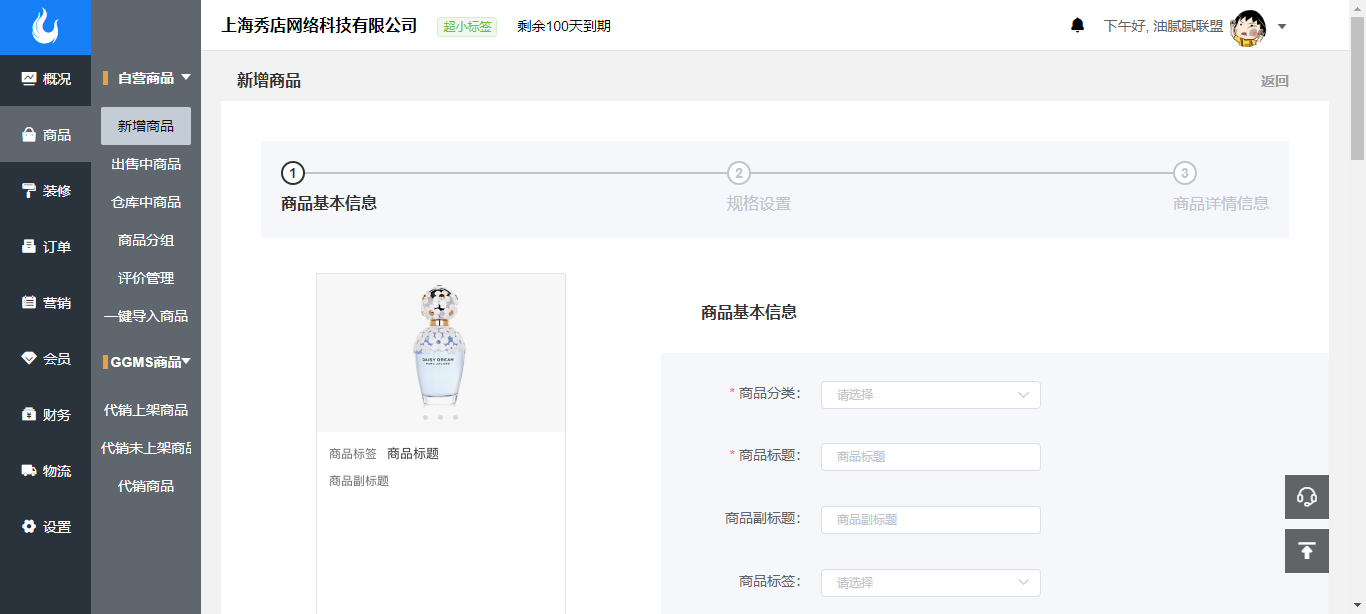 上海秀店网络科技有限公司 超小标签 剩余100天到期
下午好, 油腻腻联盟
概况
商品
装修
订单
营销
会员
财务
物流
设置
自营商品
新增商品
出售中商品
仓库中商品
商品分组
评价管理
一键导入商品
GGMS商品
代销上架商品
代销未上架商品
代销商品
新增商品
返回
1
商品基本信息
2
规格设置
3
商品详情信息
DAISY DREAM
MARC JACOBS
商品标签 商品标题
商品副标题
商品基本信息
* 商品分类： 请选择
* 商品标题： 商品标题
商品副标题： 商品副标题
商品标签： 请选择